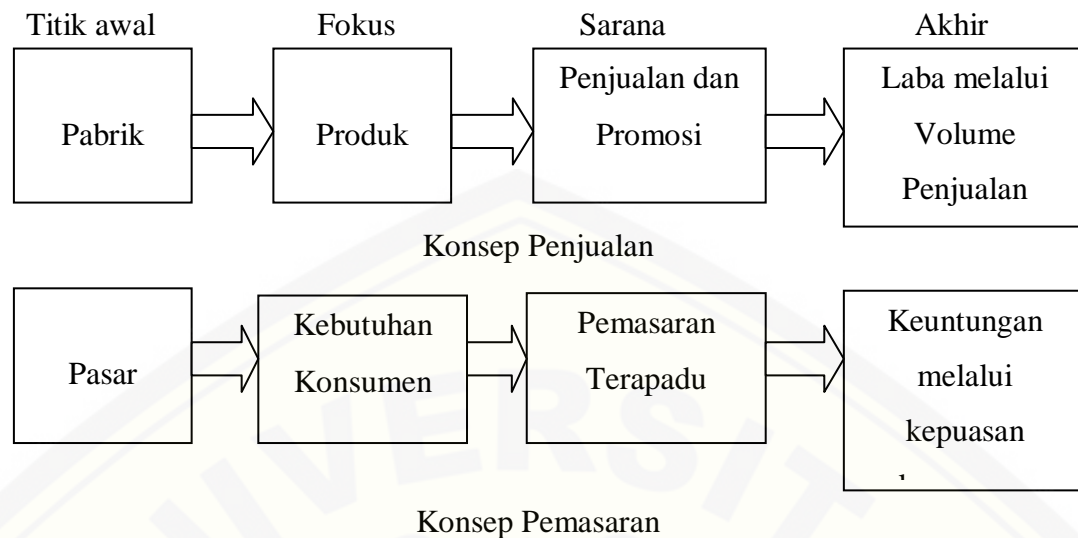 Titik awal Fokus Sarana Akhir
Pabrik
Produk
Penjualan dan
Promosi
Laba melalui
Volume
Penjualan
Konsep Penjualan
Pasar
Kebutuhan
Konsumen
Pemasaran
Terapadu
Keuntungan
melalui
kepuasan
Konsep Pemasaran